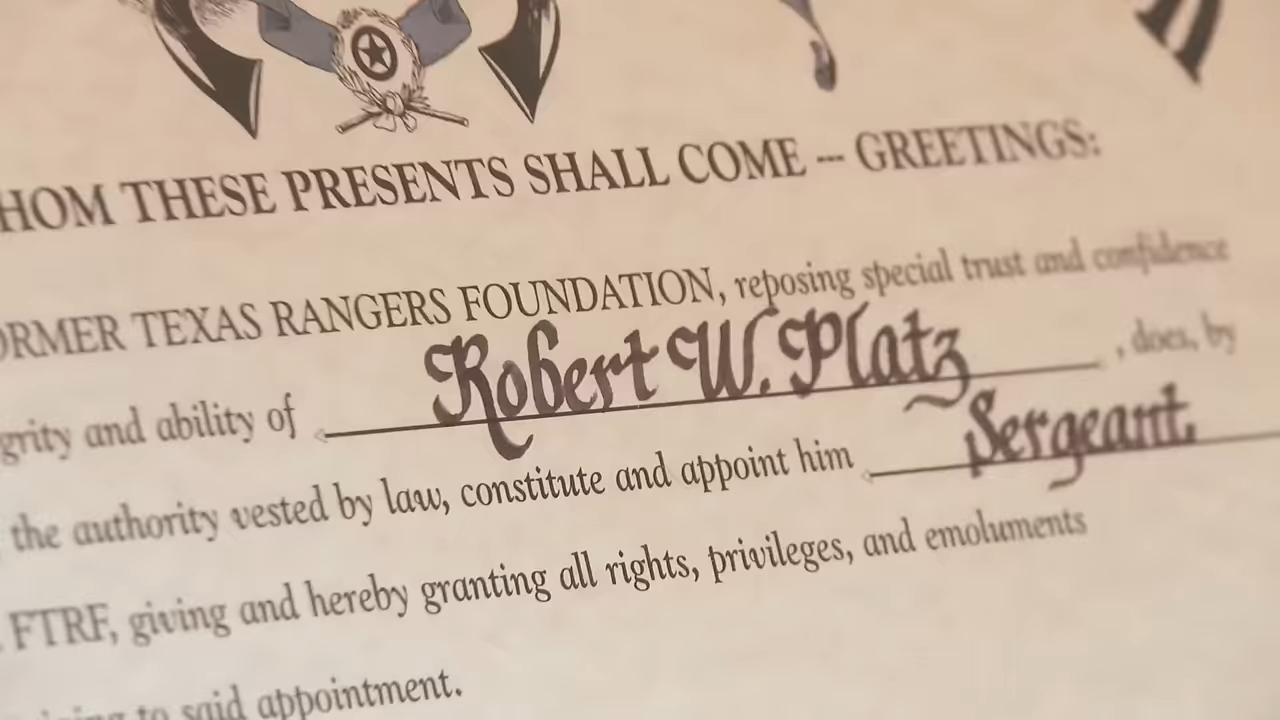 HOM THESE PRESENTS SHALL COME -- GREETINGS:
ORMER TEXAS RANGERS FOUNDATION, reposing special trust and confidence
grity and ability of Robert W. Platz, does, by
the authority vested by law, constitute and appoint him Sergeant.
FTRF, giving and hereby granting all rights, privileges, and emoluments
to said appointment.